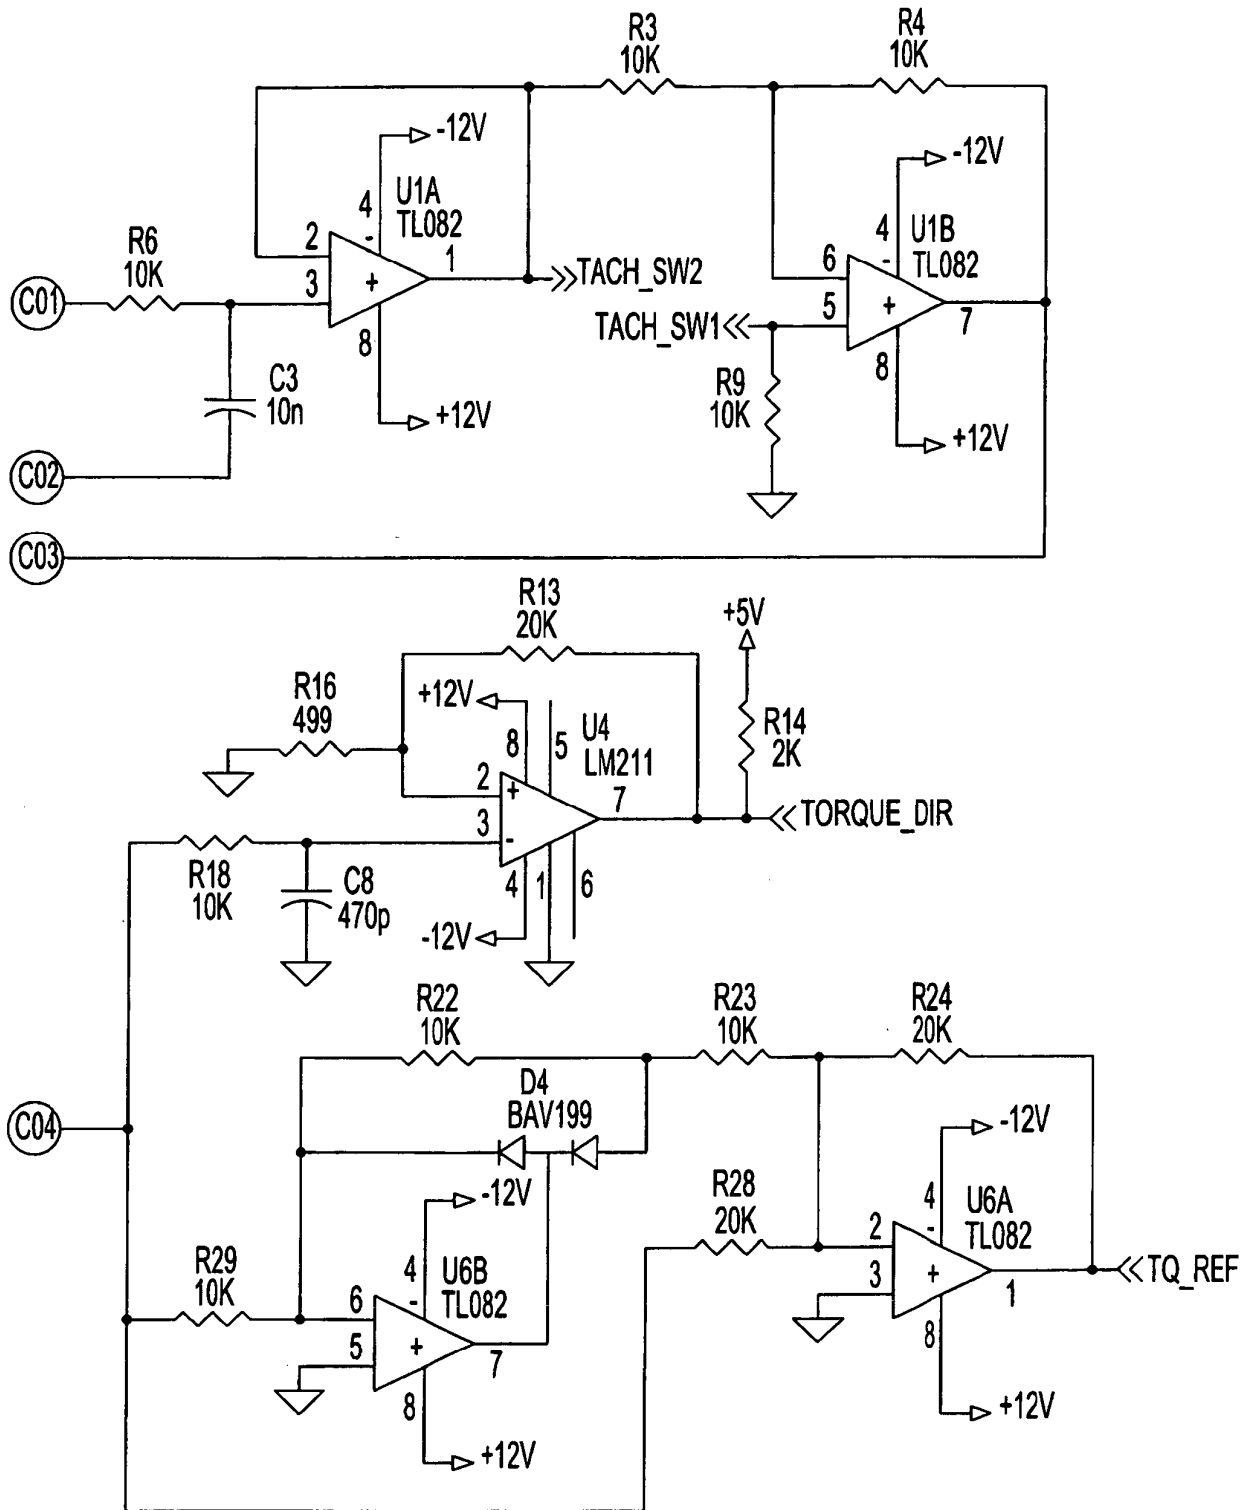 R3
10K
R4
10K
-12V
-12V
4
-
U1A
TL082
4
-
U1B
TL082
R6
10K
2
3
+
1
8
TACH_SW2
6
5
+
7
8
C01
TACH_SW1
R9
10K
C3
10n
+12V
+12V
C02
C03
R13
20K
+5V
R16
499
+12V
8
5
U4
LM211
R14
2K
2
+
3
-
7
TORQUE_DIR
R18
10K
C8
470p
4
1
6
-12V
R22
10K
R23
10K
R24
20K
D4
BAV199
C04
-12V
-12V
R28
20K
4
-
U6A
TL082
2
3
+
1
8
TQ_REF
R29
10K
4
-
U6B
TL082
6
5
+
7
8
+12V
+12V